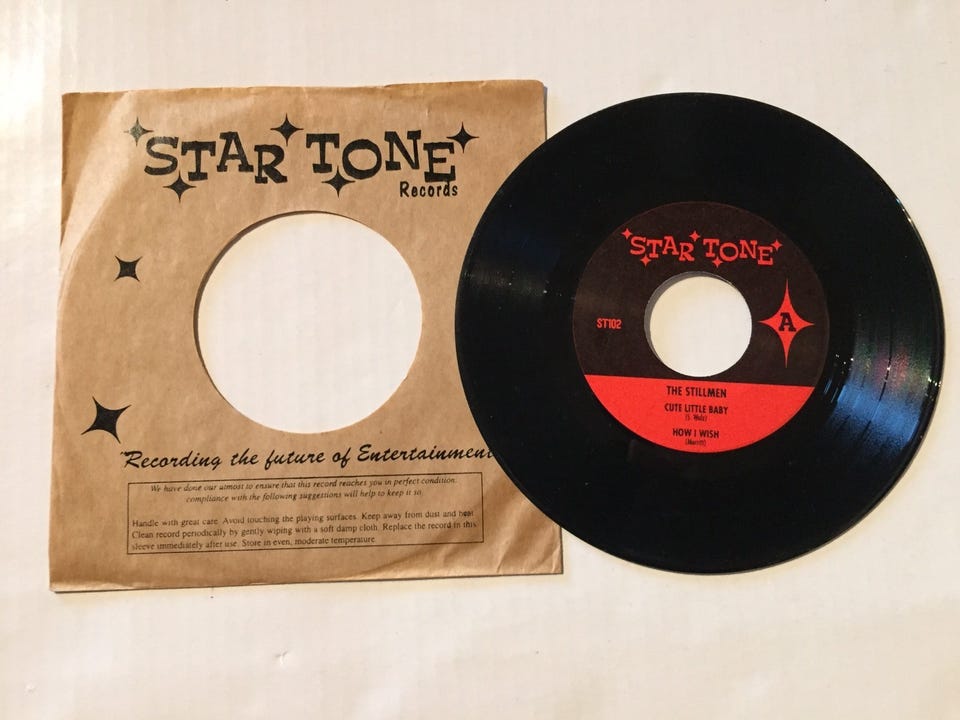 STAR TONE
Records
"Recording the future of Entertainment
We have done our utmost to ensure that this record reaches you in perfect condition.
compliance with the following suggestions will help to keep it so
Handle with great care. Avoid touching the playing surfaces. Keep away from dust and heat
Clean record periodically by gently wiping with a soft damp cloth. Replace the record in this
sleeve immediately after use. Store in even, moderate temperature.
STAR TONE
ST102
A
THE STILLMEN
CUTE LITTLE BABY
HOW I WISH
(Merritt)